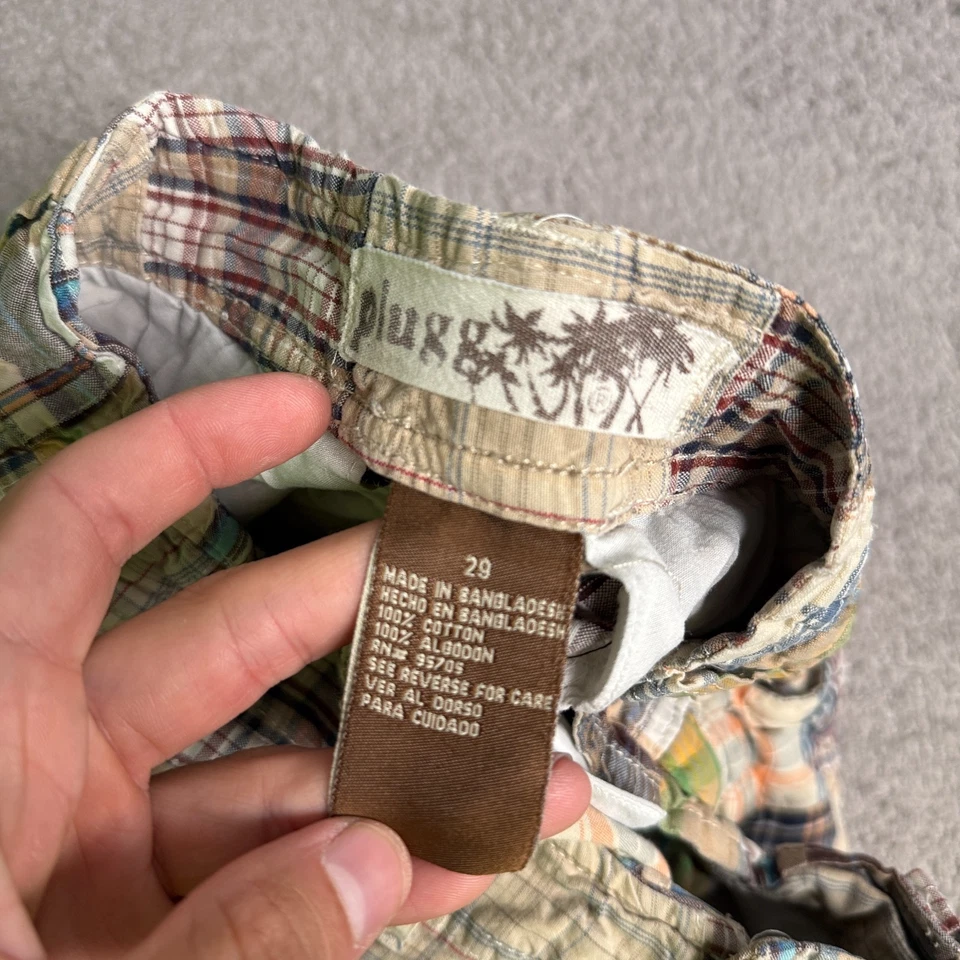 plugg
®
29
MADE IN BANGLADESH
HECHO EN BANGLADESH
100% COTTON
100% ALGODON
RN# 95705
SEE REVERSE FOR CARE
VER AL DORSO
PARA CUIDADO